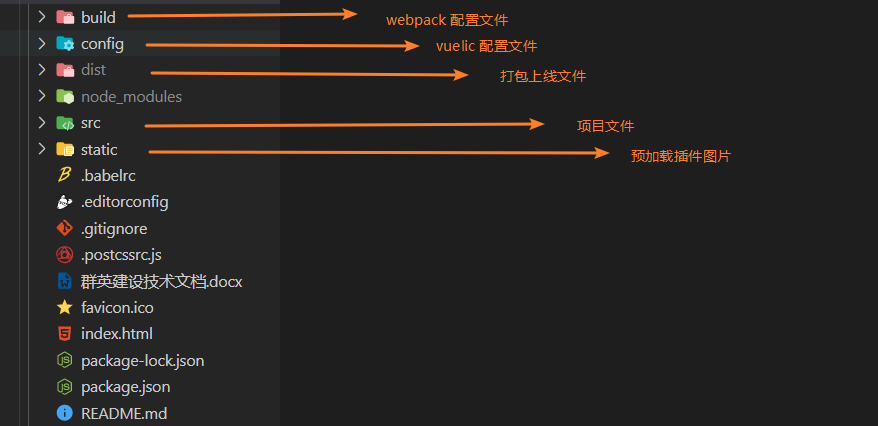 build webpack 配置文件
config vuelic 配置文件
dist 打包上线文件
node_modules
src 项目文件
static 预加载插件图片
.babelrc
.editorconfig
.gitignore
.postcssrc.js
群英建设技术文档.docx
favicon.ico
index.html
package-lock.json
package.json
README.md